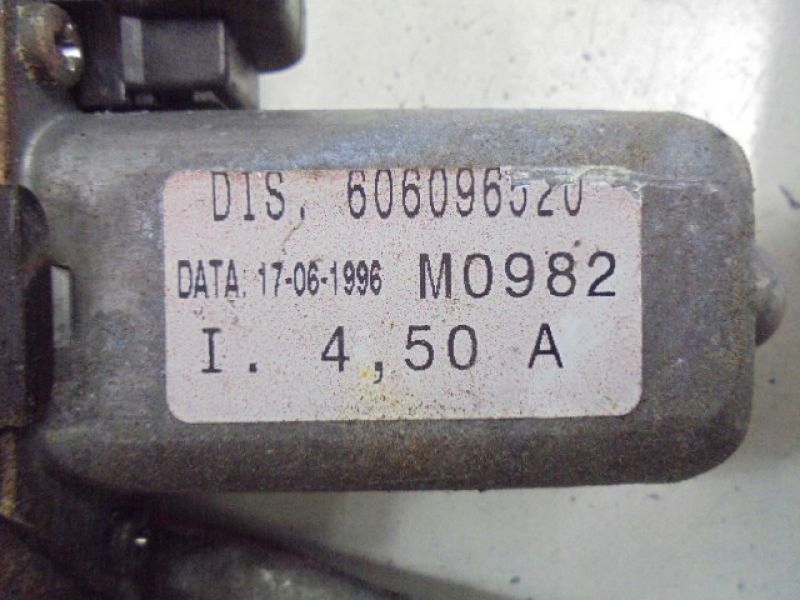 DIS. 606096520
DATA: 17-06-1996 M0982
I. 4,50 A